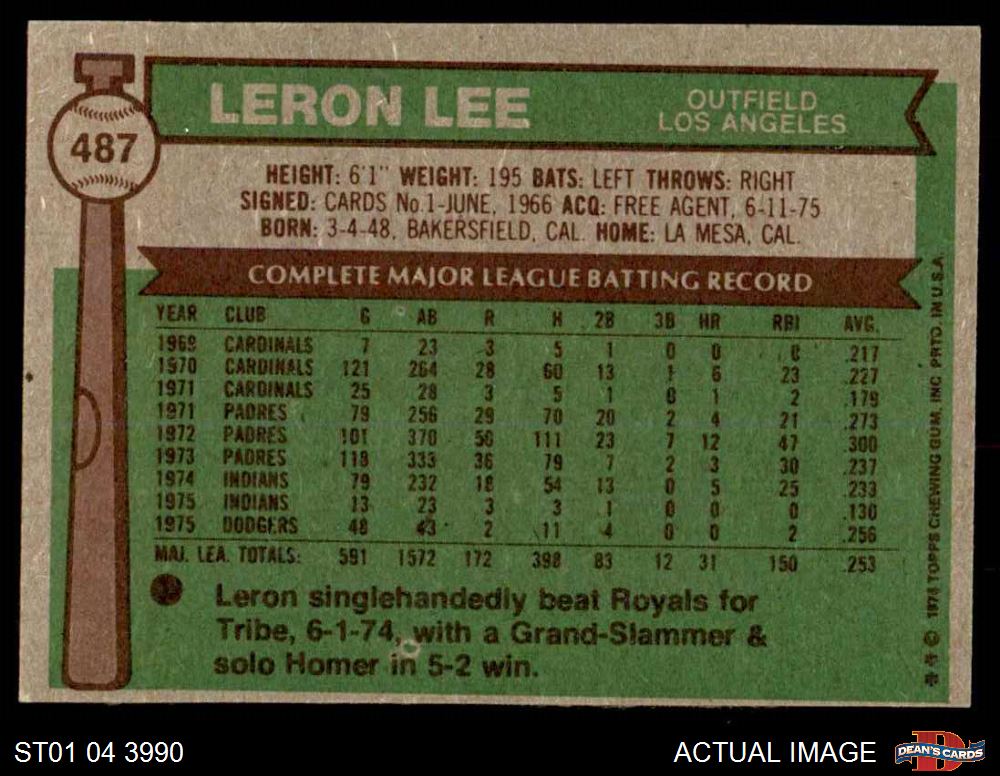 LERON LEE
OUTFIELD
LOS ANGELES
487
HEIGHT: 6'1" WEIGHT: 195 BATS: LEFT THROWS: RIGHT
SIGNED: CARDS No.1-JUNE, 1966 ACQ: FREE AGENT, 6-11-75
BORN: 3-4-48, BAKERSFIELD, CAL. HOME: LA MESA, CAL.
COMPLETE MAJOR LEAGUE BATTING RECORD
YEAR CLUB G AB R H 2B 3B HR RBI AVG.
1969 CARDINALS 7 23 3 5 1 0 0 0 .217
1970 CARDINALS 121 264 28 60 13 1 6 23 .227
1971 CARDINALS 25 28 3 5 1 0 1 2 .179
1971 PADRES 79 256 29 70 20 2 4 21 .273
1972 PADRES 101 370 50 111 23 7 12 47 .300
1973 PADRES 118 333 36 79 7 2 3 30 .237
1974 INDIANS 79 232 18 54 13 0 5 25 .233
1975 INDIANS 13 23 3 3 1 0 0 0 .130
1975 DODGERS 48 43 2 11 4 0 0 2 .256
MAJ. LEA. TOTALS: 591 1572 172 398 83 12 31 150 .253
Leron singlehandedly beat Royals for
Tribe, 6-1-74, with a Grand-Slammer &
solo Homer in 5-2 win.
** © 1976 TOPPS CHEWING GUM, INC. PRTD. IN U.S.A.
ST01 04 3990
ACTUAL IMAGE
DEAN'S CARDS